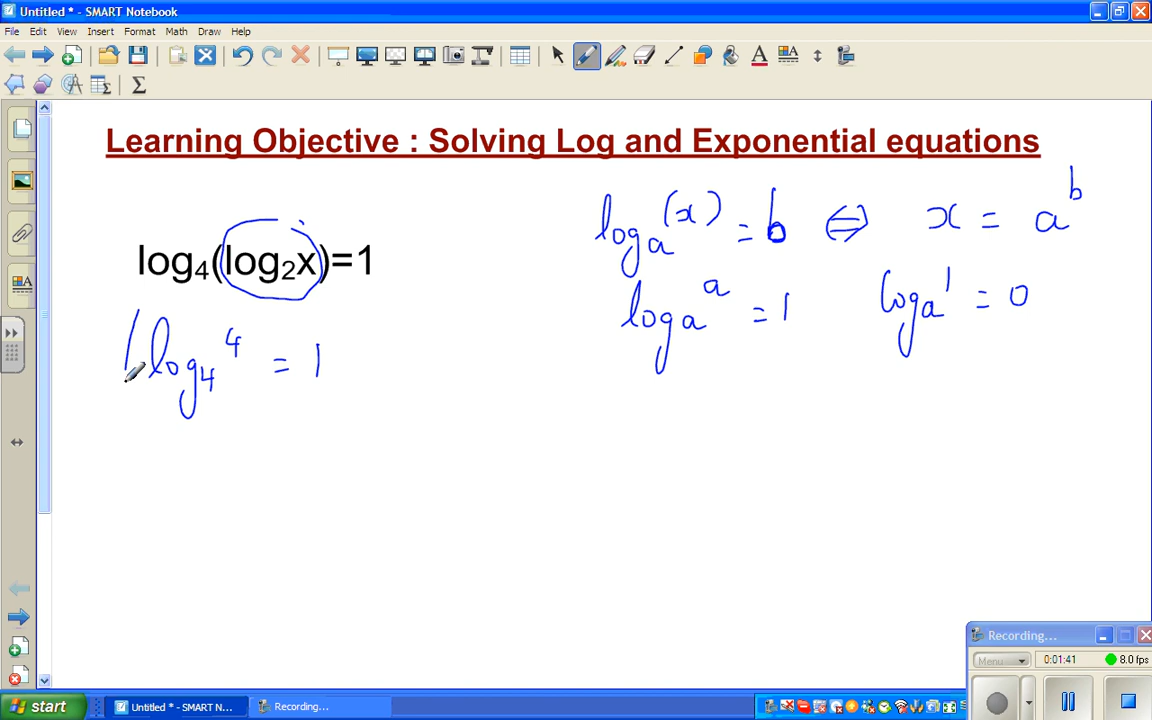 Untitled * - SMART Notebook
File Edit View Insert Format Math Draw Help
Learning Objective : Solving Log and Exponential equations
logₐ(x) = b ⇔ x = aᵇ
log₄(log₂x)=1
logₐ a = 1 logₐ 1 = 0
log₄ 4 = 1
Recording...
Menu 0:01:41 8.0 fps
start Untitled * - SMART N... Recording...